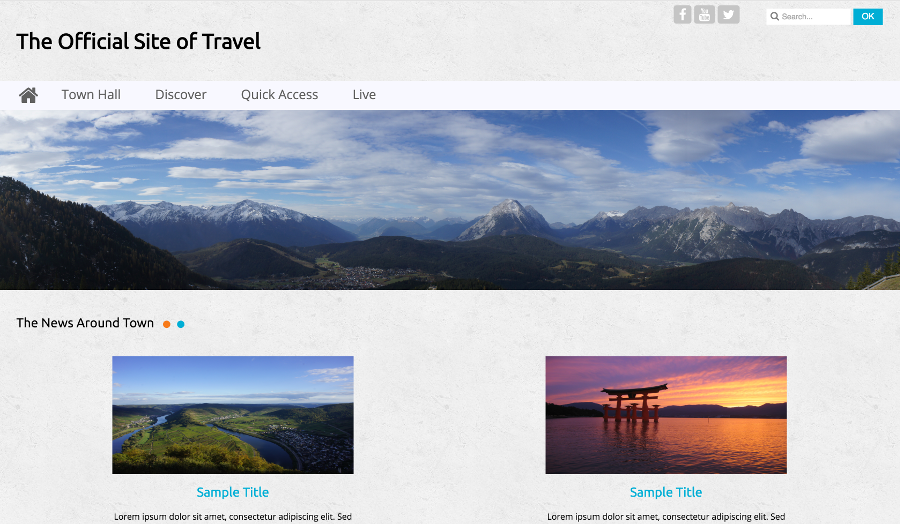 Search...
OK
The Official Site of Travel
Town Hall Discover Quick Access Live
The News Around Town
Sample Title
Lorem ipsum dolor sit amet, consectetur adipiscing elit. Sed
Sample Title
Lorem ipsum dolor sit amet, consectetur adipiscing elit. Sed